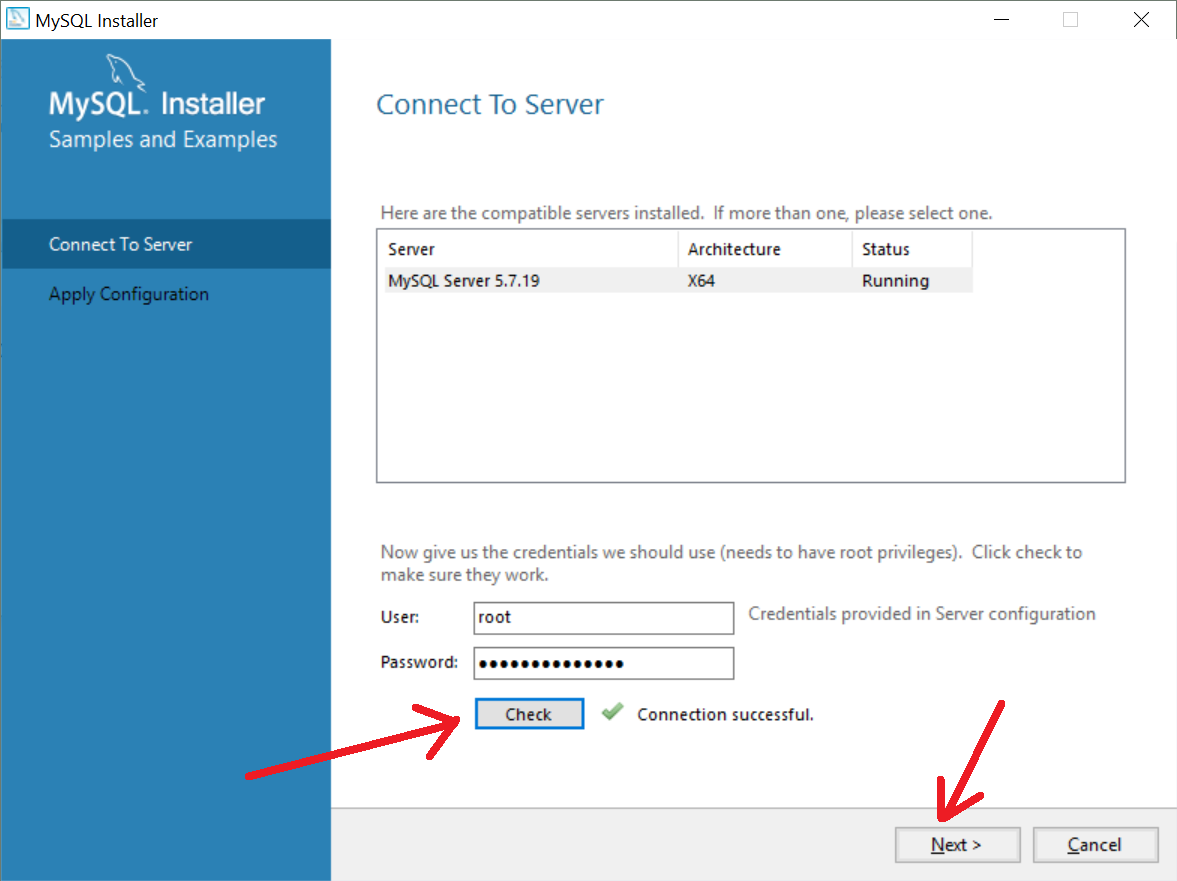 MySQL Installer
MySQL. Installer
Samples and Examples
Connect To Server
Apply Configuration
Connect To Server
Here are the compatible servers installed.  If more than one, please select one.
Server Architecture Status
MySQL Server 5.7.19 X64 Running
Now give us the credentials we should use (needs to have root privileges).  Click check to
make sure they work.
User: root Credentials provided in Server configuration
Password: ●●●●●●●●●●●●●●
Check Connection successful.
Next > Cancel